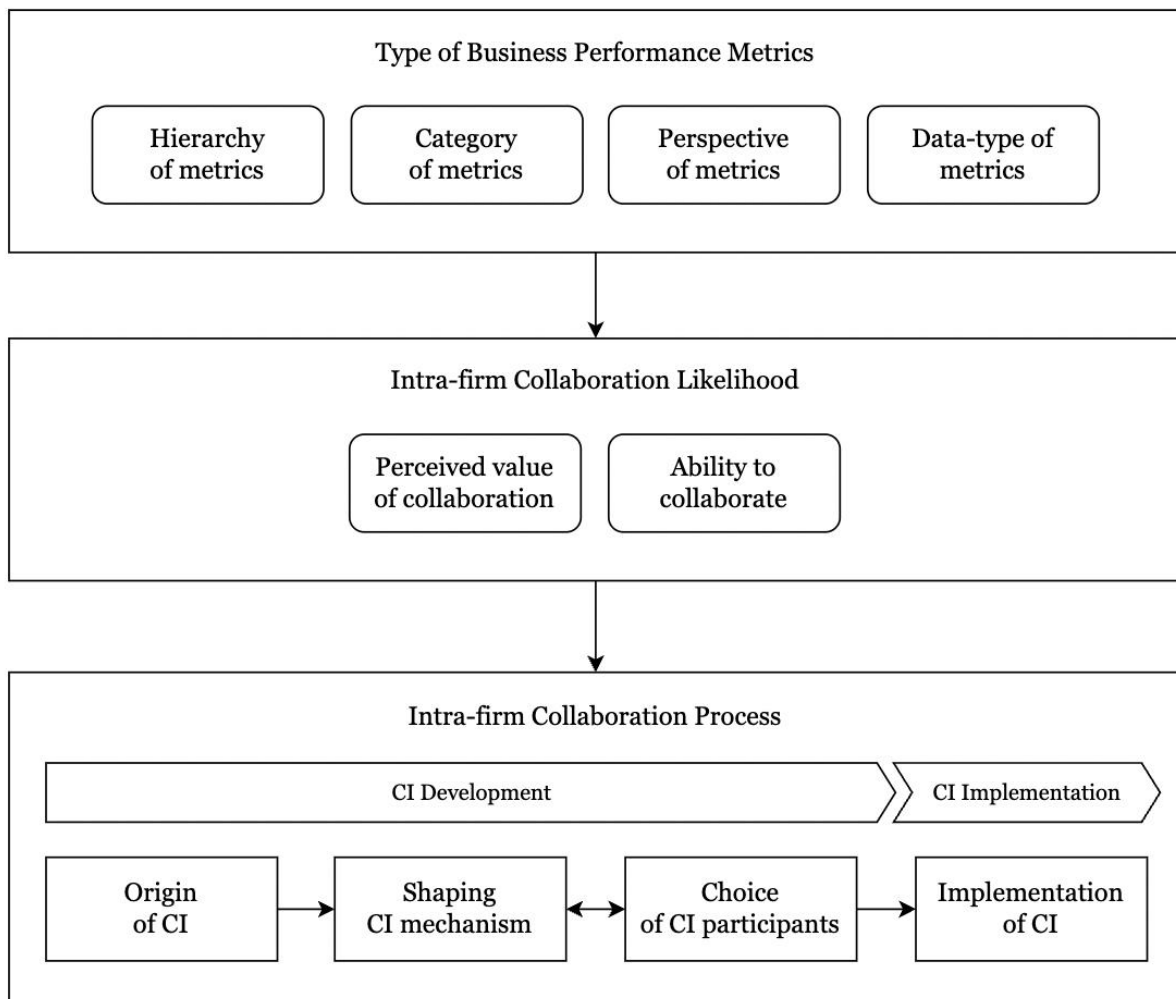 Type of Business Performance Metrics
Hierarchy
of metrics
Category
of metrics
Perspective
of metrics
Data-type of
metrics
Intra-firm Collaboration Likelihood
Perceived value
of collaboration
Ability to
collaborate
Intra-firm Collaboration Process
CI Development
CI Implementation
Origin
of CI
Shaping
CI mechanism
Choice
of CI participants
Implementation
of CI